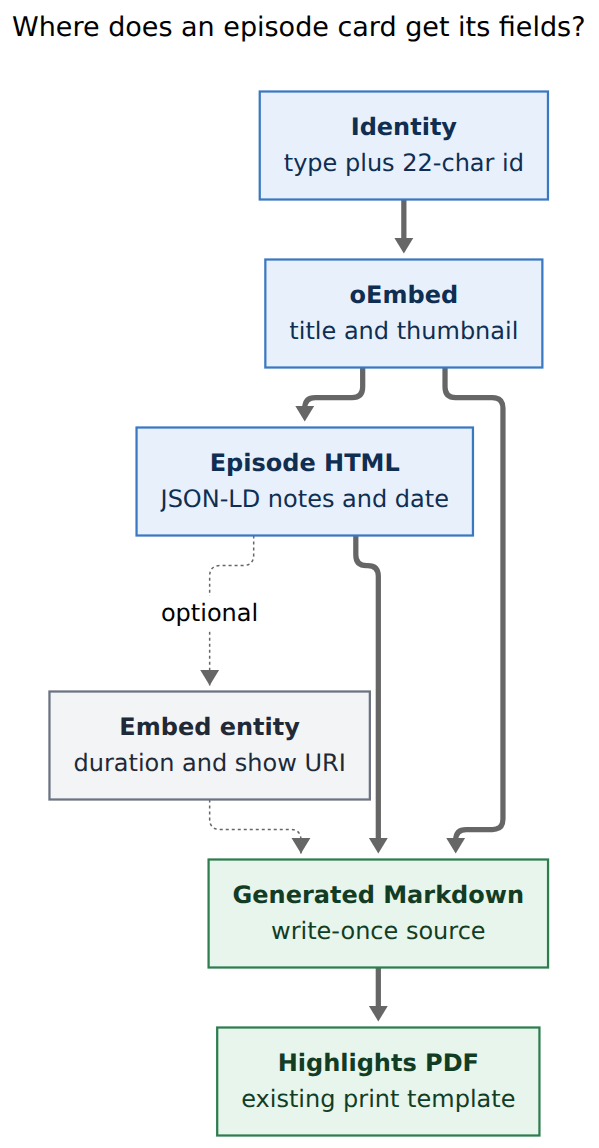 Where does an episode card get its fields?
Identity
type plus 22-char id
oEmbed
title and thumbnail
Episode HTML
JSON-LD notes and date
optional
Embed entity
duration and show URI
Generated Markdown
write-once source
Highlights PDF
existing print template